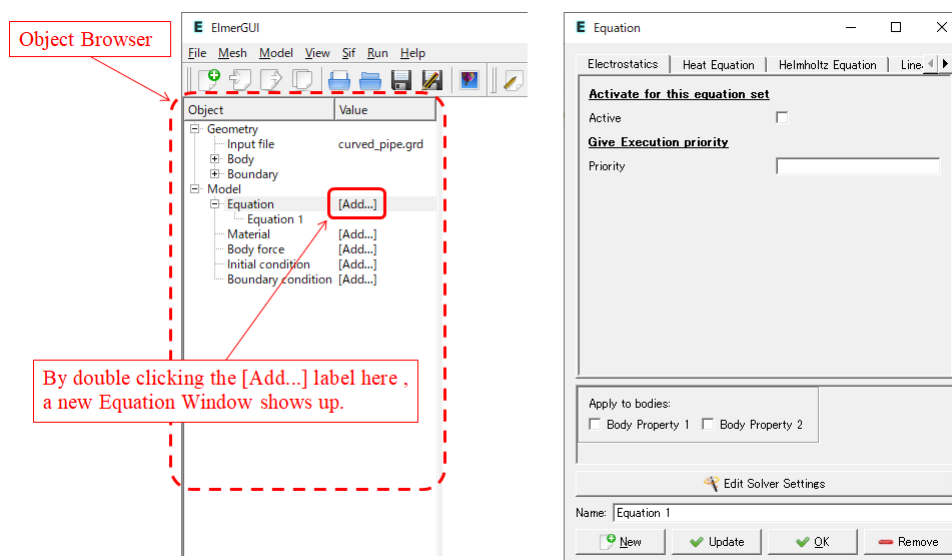 Object Browser
ElmerGUI
File Mesh Model View Sif Run Help
Object Value
Geometry
Input file curved_pipe.grd
Body
Boundary
Model
Equation [Add...]
Equation 1
Material [Add...]
Body force [Add...]
Initial condition [Add...]
Boundary condition [Add...]
By double clicking the [Add...] label here ,
a new Equation Window shows up.
Equation
Electrostatics Heat Equation Helmholtz Equation
Activate for this equation set
Active
Give Execution priority
Priority
Apply to bodies:
Body Property 1 Body Property 2
Edit Solver Settings
Name: Equation 1
New Update OK Remove